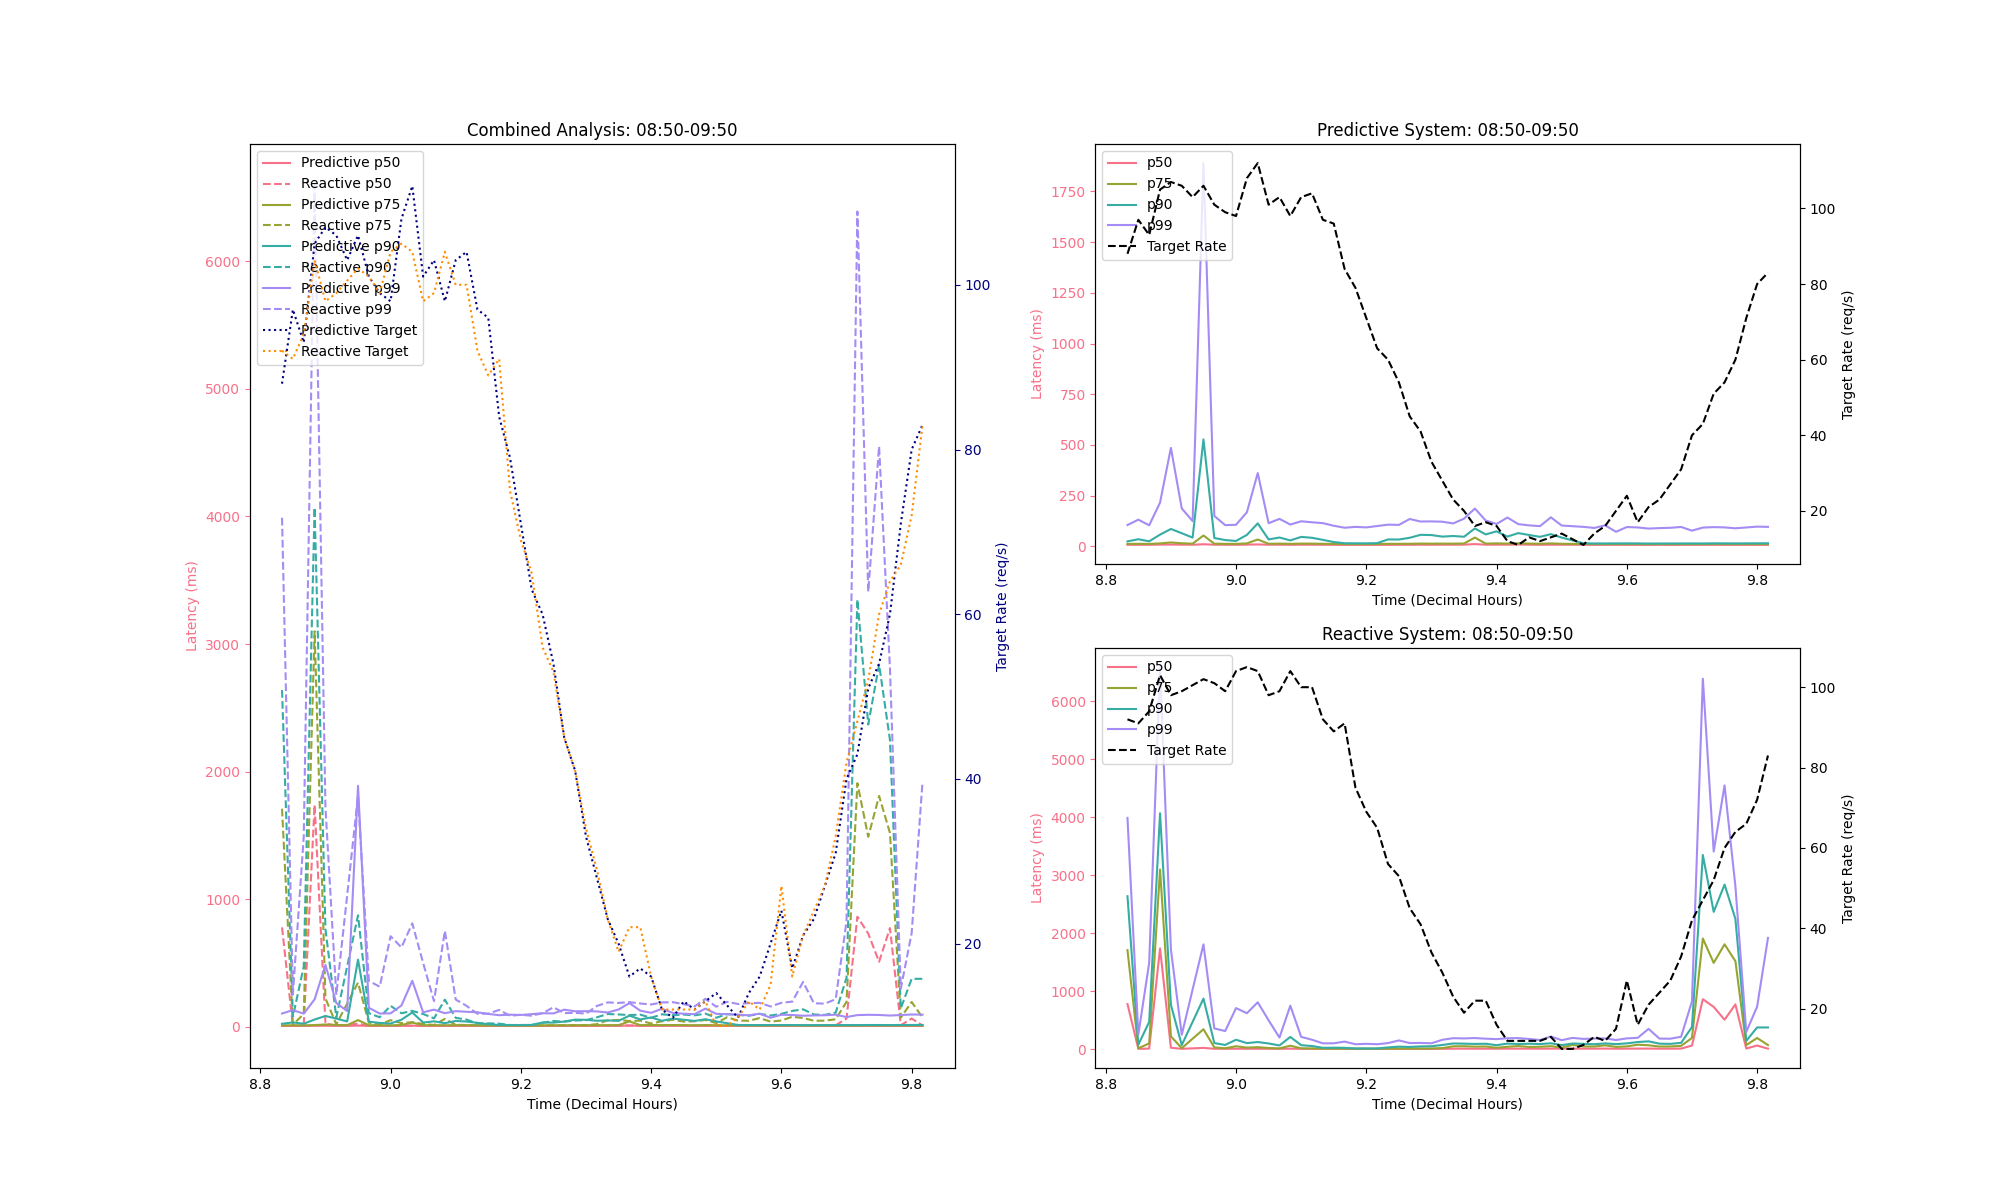 Combined Analysis: 08:50-09:50
Predictive p50
Reactive p50
Predictive p75
Reactive p75
Predictive p90
Reactive p90
Predictive p99
Reactive p99
Predictive Target
Reactive Target
6000
5000
4000
3000
2000
1000
0
Latency (ms)
100
80
60
40
20
Target Rate (req/s)
8.8 9.0 9.2 9.4 9.6 9.8
Time (Decimal Hours)
Predictive System: 08:50-09:50
p50
p75
p90
p99
Target Rate
1750
1500
1250
1000
750
500
250
0
Latency (ms)
100
80
60
40
20
Target Rate (req/s)
8.8 9.0 9.2 9.4 9.6 9.8
Time (Decimal Hours)
Reactive System: 08:50-09:50
p50
p75
p90
p99
Target Rate
6000
5000
4000
3000
2000
1000
0
Latency (ms)
100
80
60
40
20
Target Rate (req/s)
8.8 9.0 9.2 9.4 9.6 9.8
Time (Decimal Hours)